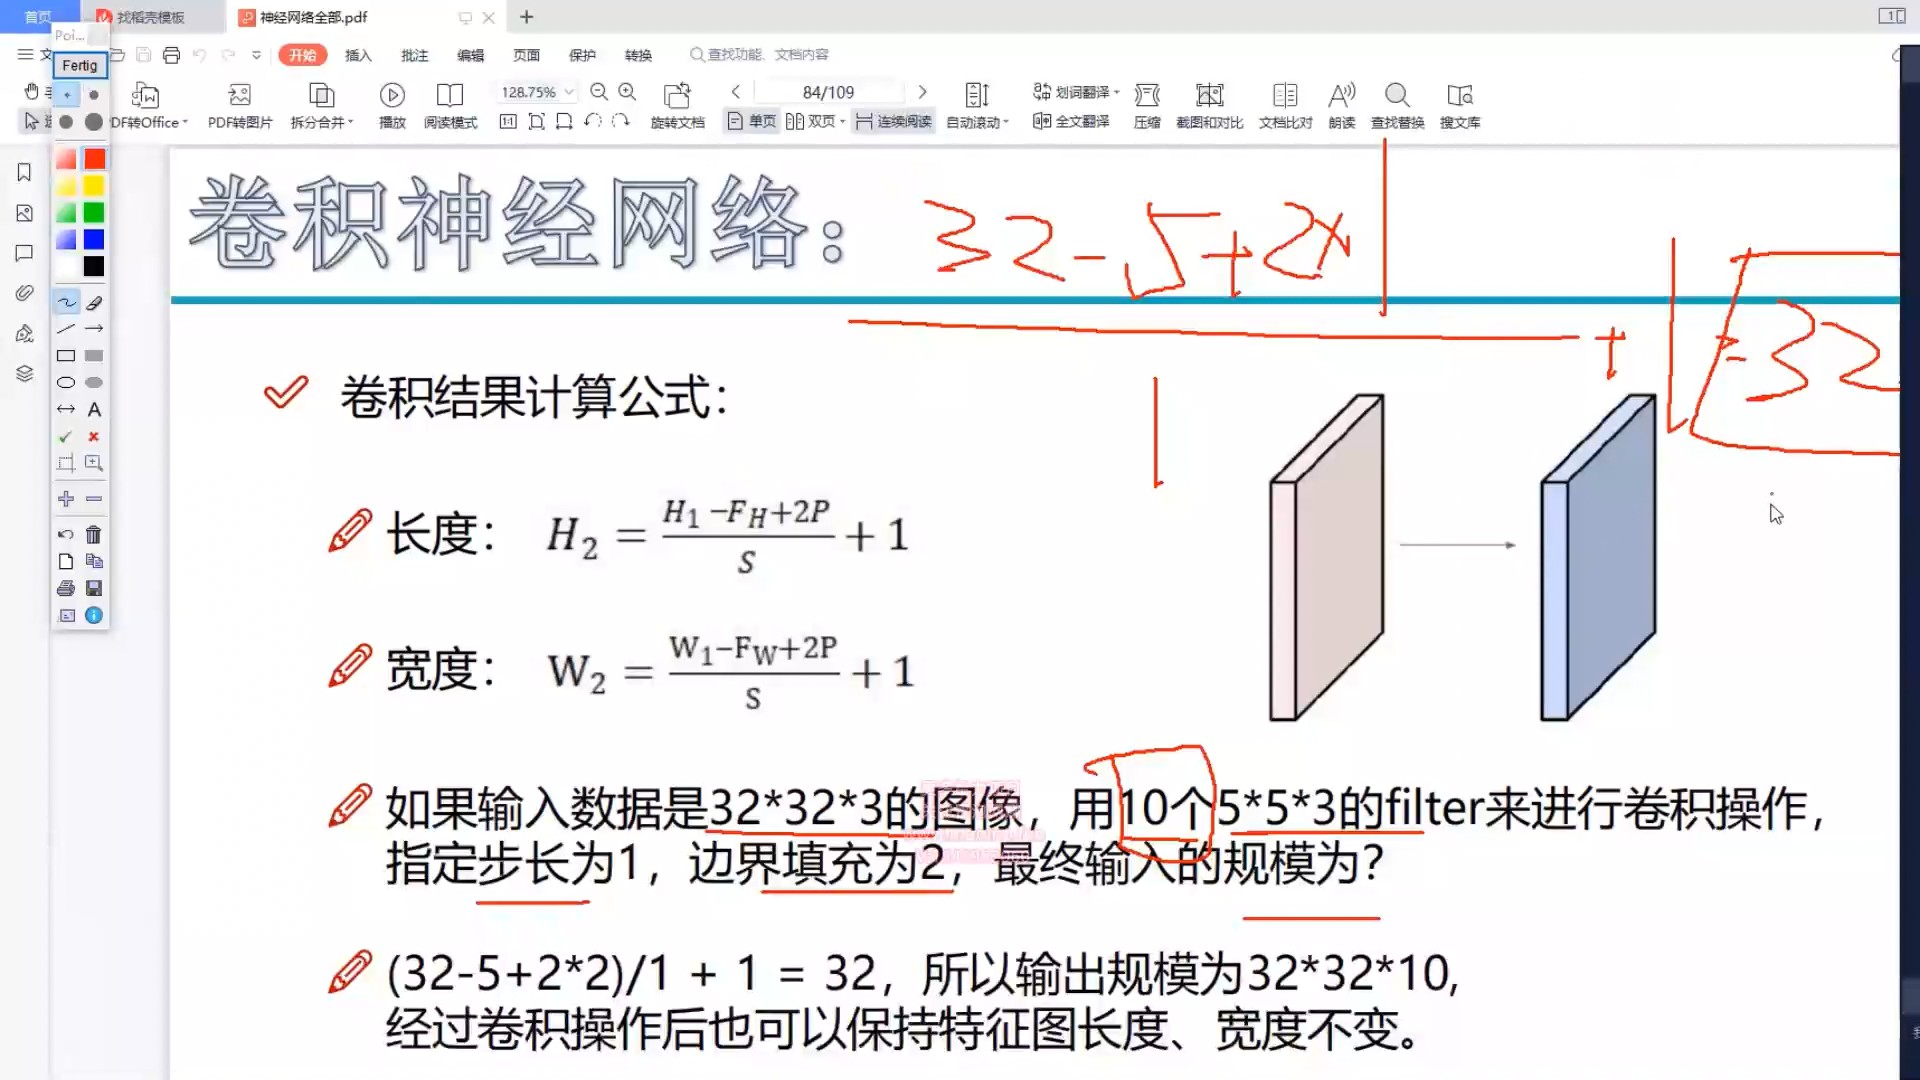 首页 找稻壳模板 神经网络全部.pdf
Poi...
Fertig
开始 插入 批注 编辑 页面 保护 转换 查找功能、文档内容
PDF转Office PDF转图片 拆分合并 播放 阅读模式 128.75% 旋转文档 84/109 单页 双页 连续阅读 自动滚动 划词翻译 全文翻译 压缩 截图和对比 文档比对 朗读 查找替换 搜文库
卷积神经网络：
32-5+2×
1
+1
=32
卷积结果计算公式：
长度： H₂ = (H₁−F_H+2P)/S + 1
宽度： W₂ = (W₁−F_W+2P)/S + 1
如果输入数据是32*32*3的图像，用10个5*5*3的filter来进行卷积操作，
指定步长为1，边界填充为2，最终输入的规模为？
(32-5+2*2)/1 + 1 = 32，所以输出规模为32*32*10,
经过卷积操作后也可以保持特征图长度、宽度不变。